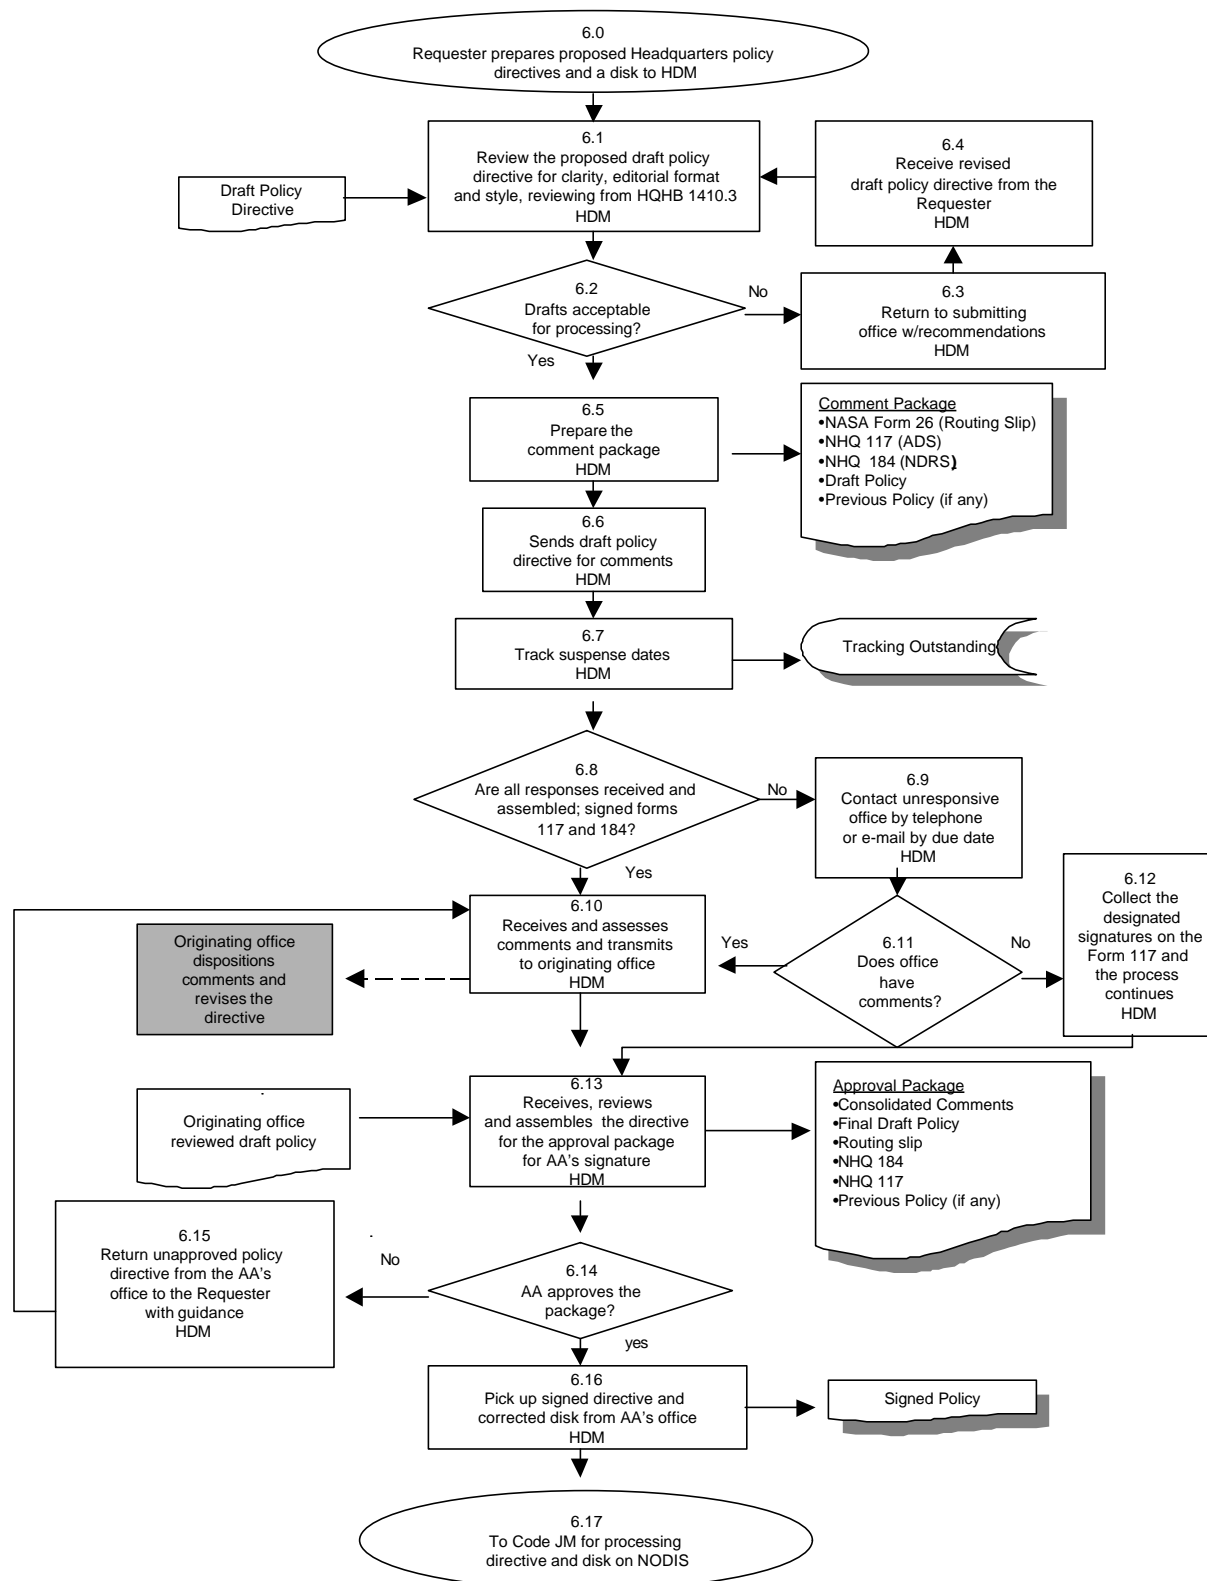 6.0
Requester prepares proposed Headquarters policy
directives and a disk to HDM
6.1
Review the proposed draft policy
directive for clarity, editorial format
and style, reviewing from HQHB 1410.3
HDM
6.4
Receive revised
draft policy directive from the
Requester
HDM
Draft Policy
Directive
6.2
Drafts acceptable
for processing?
No
Yes
6.3
Return to submitting
office w/recommendations
HDM
6.5
Prepare the
comment package
HDM
Comment Package
•NASA Form 26 (Routing Slip)
•NHQ 117 (ADS)
•NHQ 184 (NDRS)
•Draft Policy
•Previous Policy (if any)
6.6
Sends draft policy
directive for comments
HDM
6.7
Track suspense dates
HDM
Tracking Outstanding
6.8
Are all responses received and
assembled; signed forms
117 and 184?
No
Yes
6.9
Contact unresponsive
office by telephone
or e-mail by due date
HDM
6.10
Receives and assesses
comments and transmits
to originating office
HDM
Originating office
dispositions
comments and
revises the
directive
Yes
6.11
Does office
have
comments?
No
6.12
Collect the
designated
signatures on the
Form 117 and
the process
continues
HDM
6.13
Receives, reviews
and assembles the directive
for the approval package
for AA's signature
HDM
Originating office
reviewed draft policy
Approval Package
•Consolidated Comments
•Final Draft Policy
•Routing slip
•NHQ 184
•NHQ 117
•Previous Policy (if any)
6.15
Return unapproved policy
directive from the AA's
office to the Requester
with guidance
HDM
No
6.14
AA approves the
package?
yes
6.16
Pick up signed directive and
corrected disk from AA's office
HDM
Signed Policy
6.17
To Code JM for processing
directive and disk on NODIS